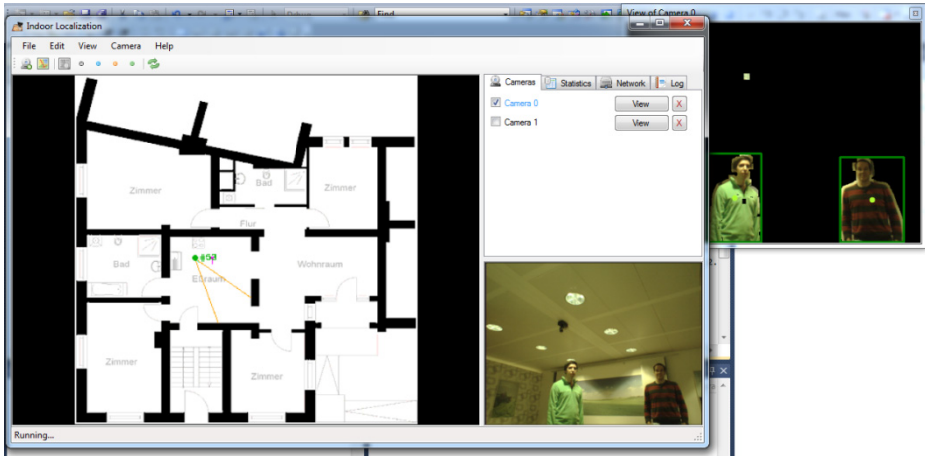 Find
View of Camera 0
Indoor Localization
File Edit View Camera Help
Cameras Statistics Network Log
Camera 0 View X
Camera 1 View X
Zimmer
Bad
Zimmer
Flur
Bad
Eßraum
Wohnraum
Zimmer
Zimmer
Running...